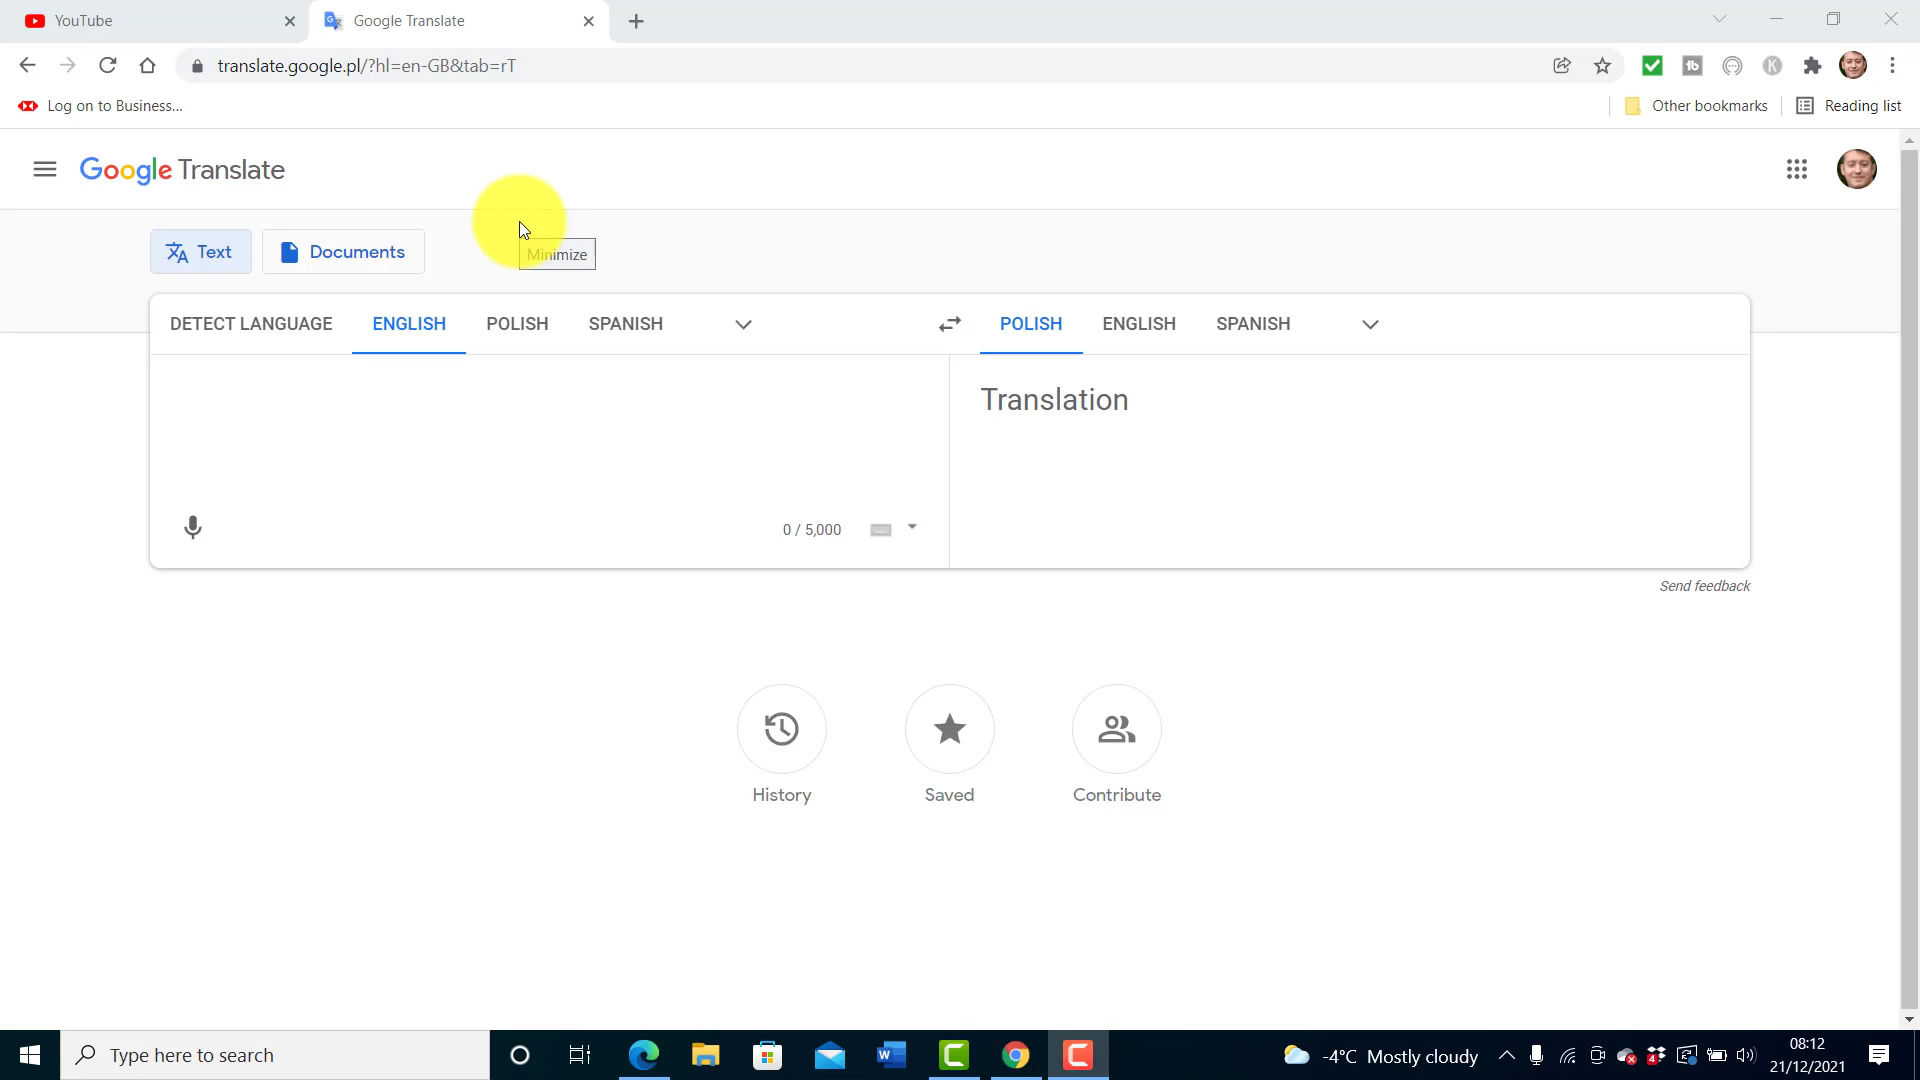 YouTube
Google Translate
translate.google.pl/?hl=en-GB&tab=rT
Log on to Business...
Other bookmarks
Reading list
Google Translate
Text
Documents
Minimize
DETECT LANGUAGE
ENGLISH
POLISH
SPANISH
POLISH
ENGLISH
SPANISH
Translation
0 / 5,000
Send feedback
History
Saved
Contribute
Type here to search
-4°C Mostly cloudy
08:12
21/12/2021